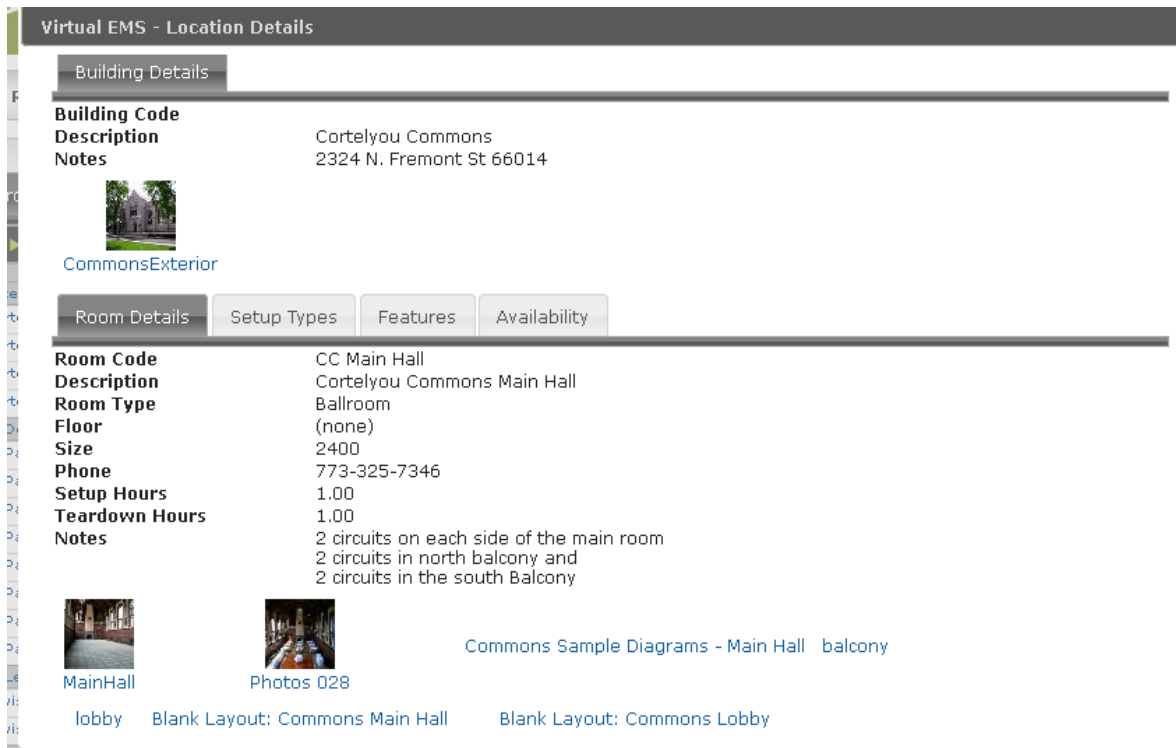 Virtual EMS - Location Details
Building Details
Building Code
Description Cortelyou Commons
Notes 2324 N. Fremont St 66014
CommonsExterior
Room Details Setup Types Features Availability
Room Code CC Main Hall
Description Cortelyou Commons Main Hall
Room Type Ballroom
Floor (none)
Size 2400
Phone 773-325-7346
Setup Hours 1.00
Teardown Hours 1.00
Notes 2 circuits on each side of the main room
2 circuits in north balcony and
2 circuits in the south Balcony
Commons Sample Diagrams - Main Hall balcony
MainHall Photos 028
lobby Blank Layout: Commons Main Hall Blank Layout: Commons Lobby